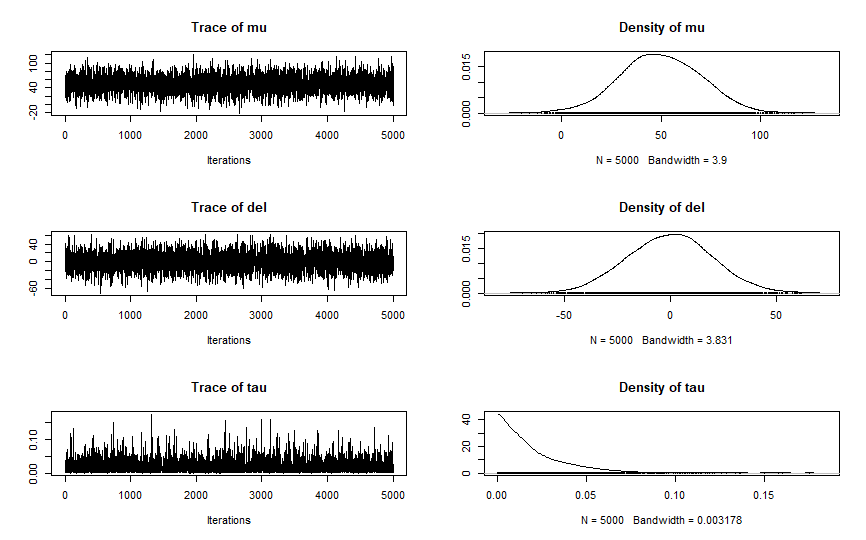 Trace of mu
-20 40 100
0 1000 2000 3000 4000 5000
Iterations
Density of mu
0.000 0.015
0 50 100
N = 5000 Bandwidth = 3.9
Trace of del
-60 0 40
0 1000 2000 3000 4000 5000
Iterations
Density of del
0.000 0.015
-50 0 50
N = 5000 Bandwidth = 3.831
Trace of tau
0.00 0.10
0 1000 2000 3000 4000 5000
Iterations
Density of tau
0 20 40
0.00 0.05 0.10 0.15
N = 5000 Bandwidth = 0.003178